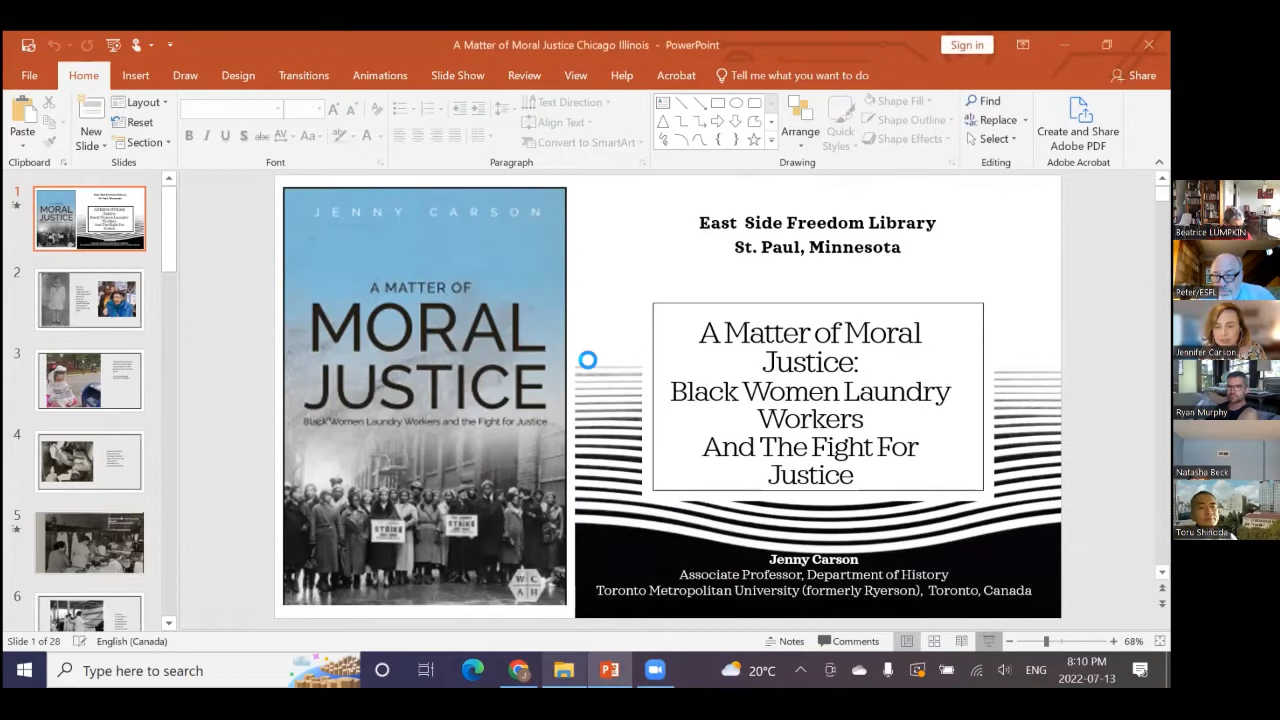 A Matter of Moral Justice Chicago Illinois - PowerPoint
Sign in
File Home Insert Draw Design Transitions Animations Slide Show Review View Help Acrobat Tell me what you want to do Share
Paste
New Slide
Layout
Reset
Section
Text Direction
Align Text
Convert to SmartArt
Arrange
Quick Styles
Shape Fill
Shape Outline
Shape Effects
Find
Replace
Select
Create and Share
Adobe PDF
Clipboard Slides Font Paragraph Drawing Editing Adobe Acrobat
1
2
3
4
5
6
JENNY CARSON
A MATTER OF
MORAL
JUSTICE
Black Women Laundry Workers and the Fight for Justice
STRIKE
STRIKE
W C
A H
East Side Freedom Library
St. Paul, Minnesota
A Matter of Moral
Justice:
Black Women Laundry
Workers
And The Fight For
Justice
Jenny Carson
Associate Professor, Department of History
Toronto Metropolitan University (formerly Ryerson), Toronto, Canada
Beatrice LUMPKIN
Peter/ESFL
Jennifer Carson
Ryan Murphy
Natasha Beck
Toru Shinoda
Slide 1 of 28 English (Canada) Notes Comments 68%
Type here to search
20°C
ENG
8:10 PM
2022-07-13